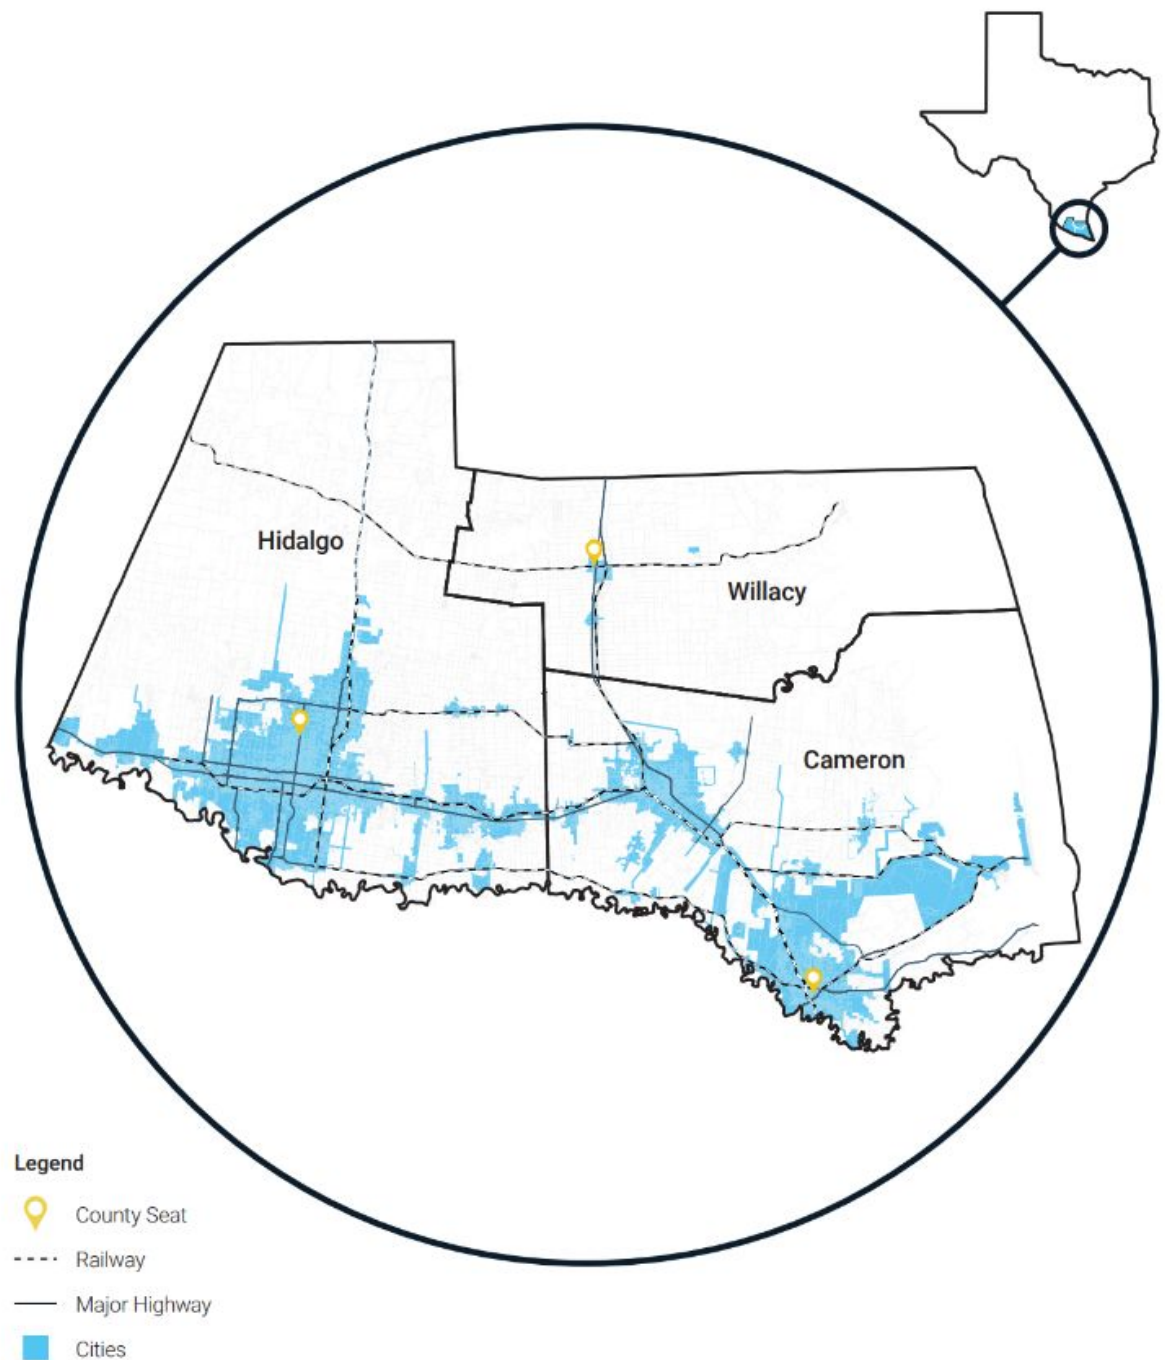 Hidalgo
Willacy
Cameron
Legend
County Seat
Railway
Major Highway
Cities